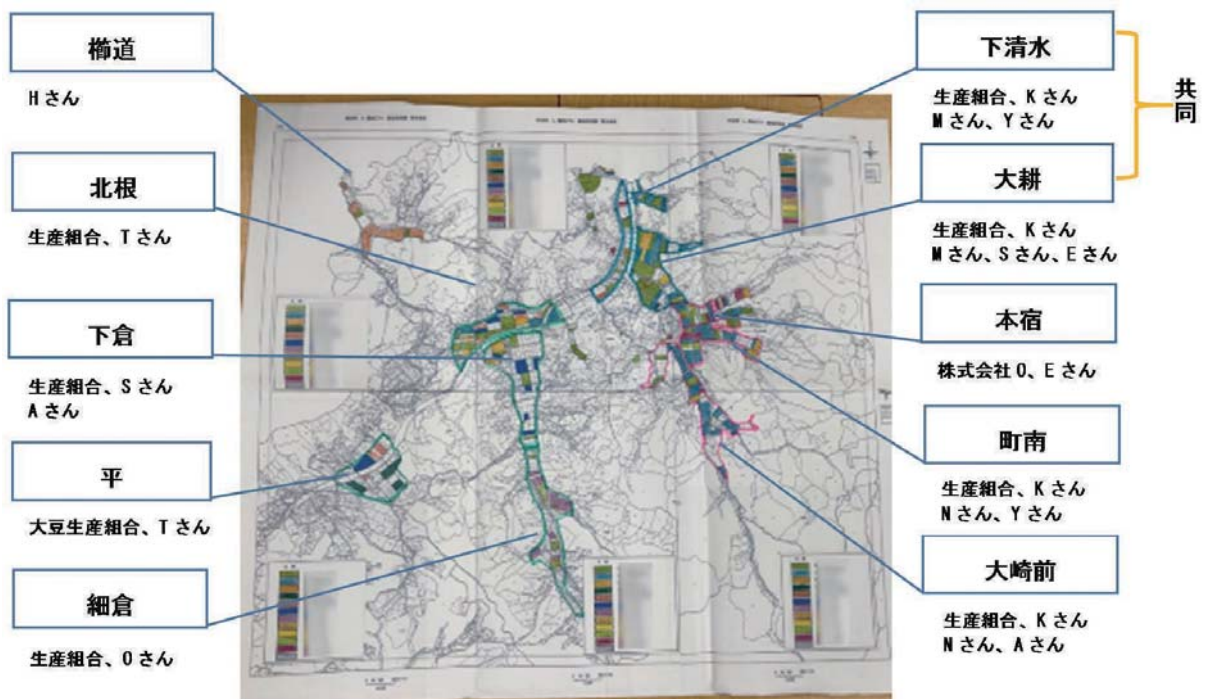 櫛道
Hさん
北根
生産組合、Tさん
下倉
生産組合、Sさん
Aさん
平
大豆生産組合、Tさん
細倉
生産組合、Oさん
下清水
生産組合、Kさん
Mさん、Yさん
大耕
生産組合、Kさん
Mさん、Sさん、Eさん
共同
本宿
株式会社O、Eさん
町南
生産組合、Kさん
Nさん、Yさん
大崎前
生産組合、Kさん
Nさん、Aさん